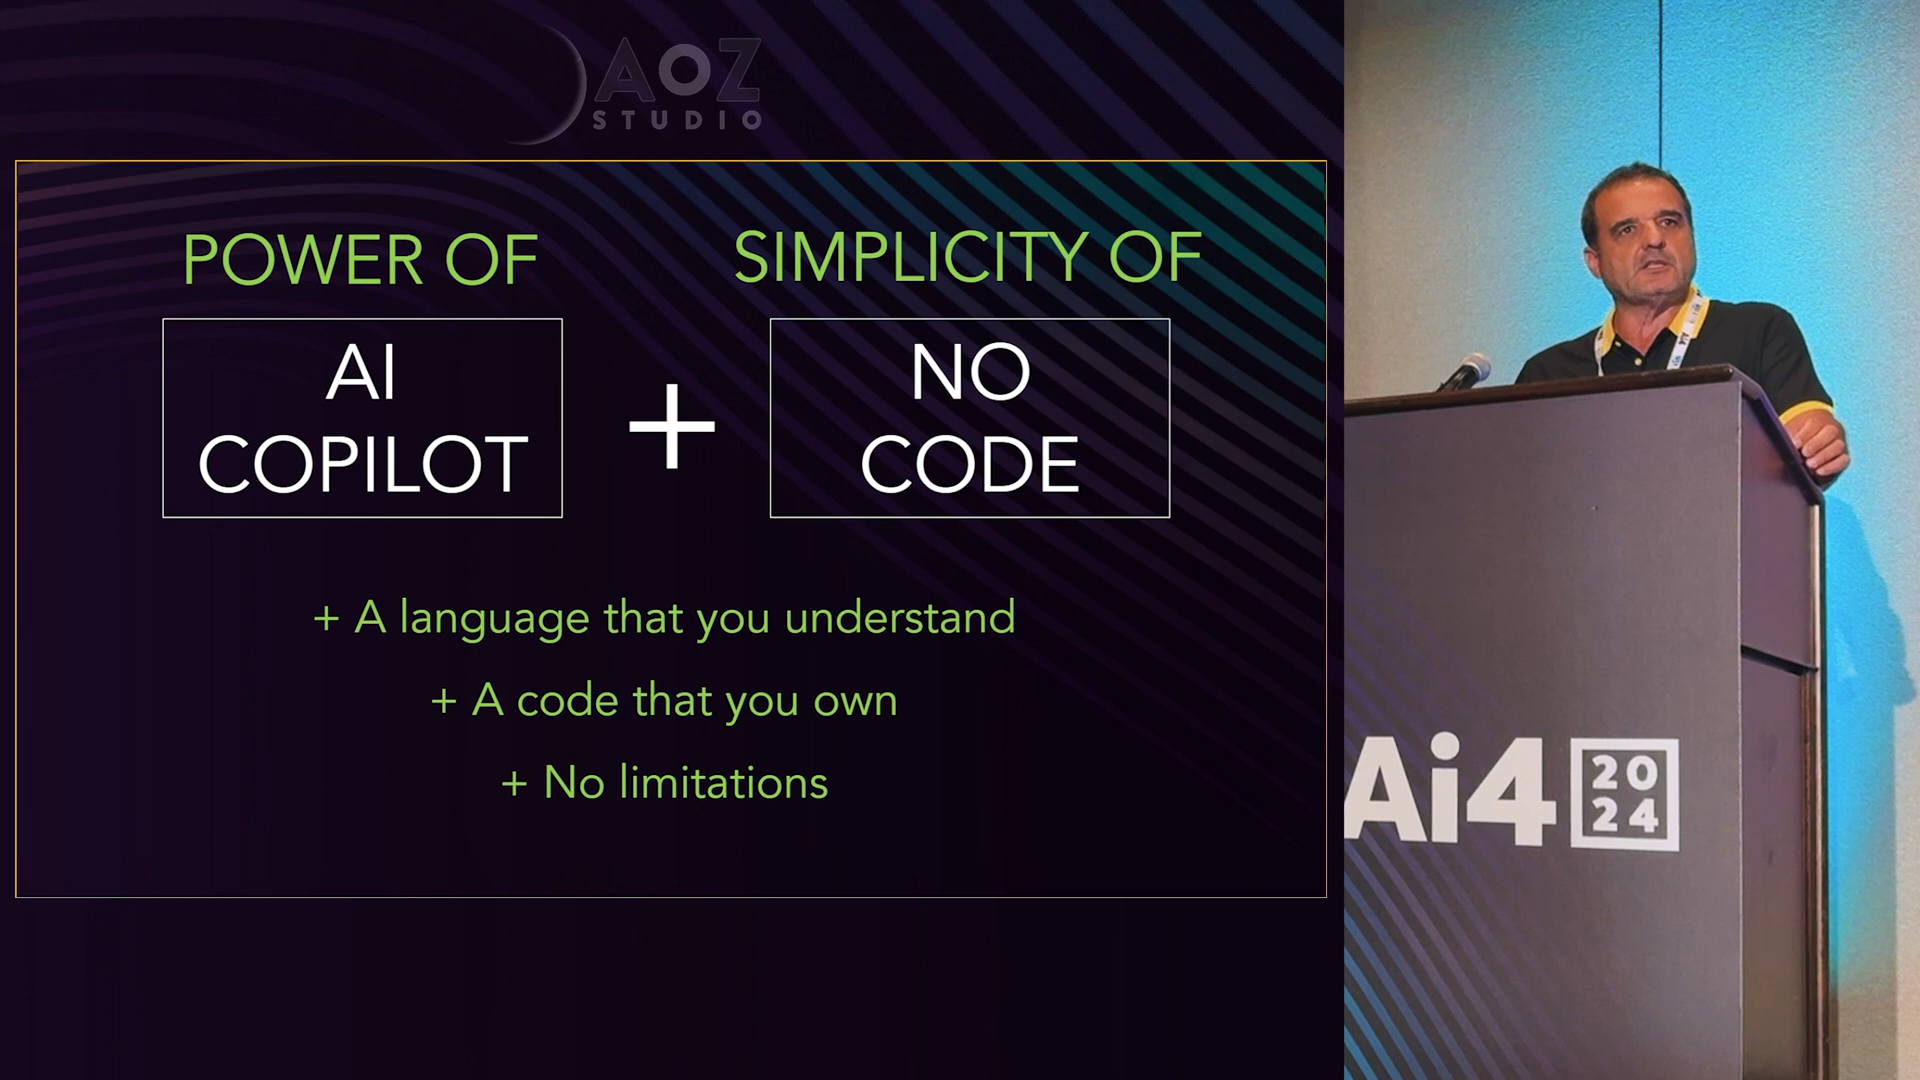 AOZ
STUDIO
POWER OF
SIMPLICITY OF
AI
COPILOT
+
NO
CODE
+ A language that you understand
+ A code that you own
+ No limitations
Ai4
20
24